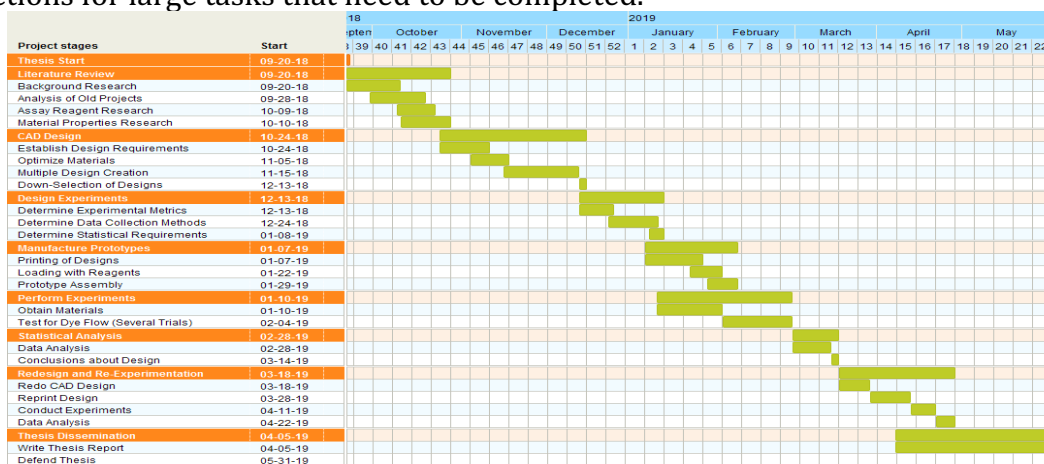 ctions for large tasks that need to be completed.
18 2019
eptem October November December January February March April May
Project stages Start 39 40 41 42 43 44 45 46 47 48 49 50 51 52 1 2 3 4 5 6 7 8 9 10 11 12 13 14 15 16 17 18 19 20 21 22
Thesis Start 09-20-18
Literature Review 09-20-18
Background Research 09-20-18
Analysis of Old Projects 09-28-18
Assay Reagent Research 10-09-18
Material Properties Research 10-10-18
CAD Design 10-24-18
Establish Design Requirements 10-24-18
Optimize Materials 11-05-18
Multiple Design Creation 11-15-18
Down-Selection of Designs 12-13-18
Design Experiments 12-13-18
Determine Experimental Metrics 12-13-18
Determine Data Collection Methods 12-24-18
Determine Statistical Requirements 01-08-19
Manufacture Prototypes 01-07-19
Printing of Designs 01-07-19
Loading with Reagents 01-22-19
Prototype Assembly 01-29-19
Perform Experiments 01-10-19
Obtain Materials 01-10-19
Test for Dye Flow (Several Trials) 02-04-19
Statistical Analysis 02-28-19
Data Analysis 02-28-19
Conclusions about Design 03-14-19
Redesign and Re-Experimentation 03-18-19
Redo CAD Design 03-18-19
Reprint Design 03-28-19
Conduct Experiments 04-11-19
Data Analysis 04-22-19
Thesis Dissemination 04-05-19
Write Thesis Report 04-05-19
Defend Thesis 05-31-19